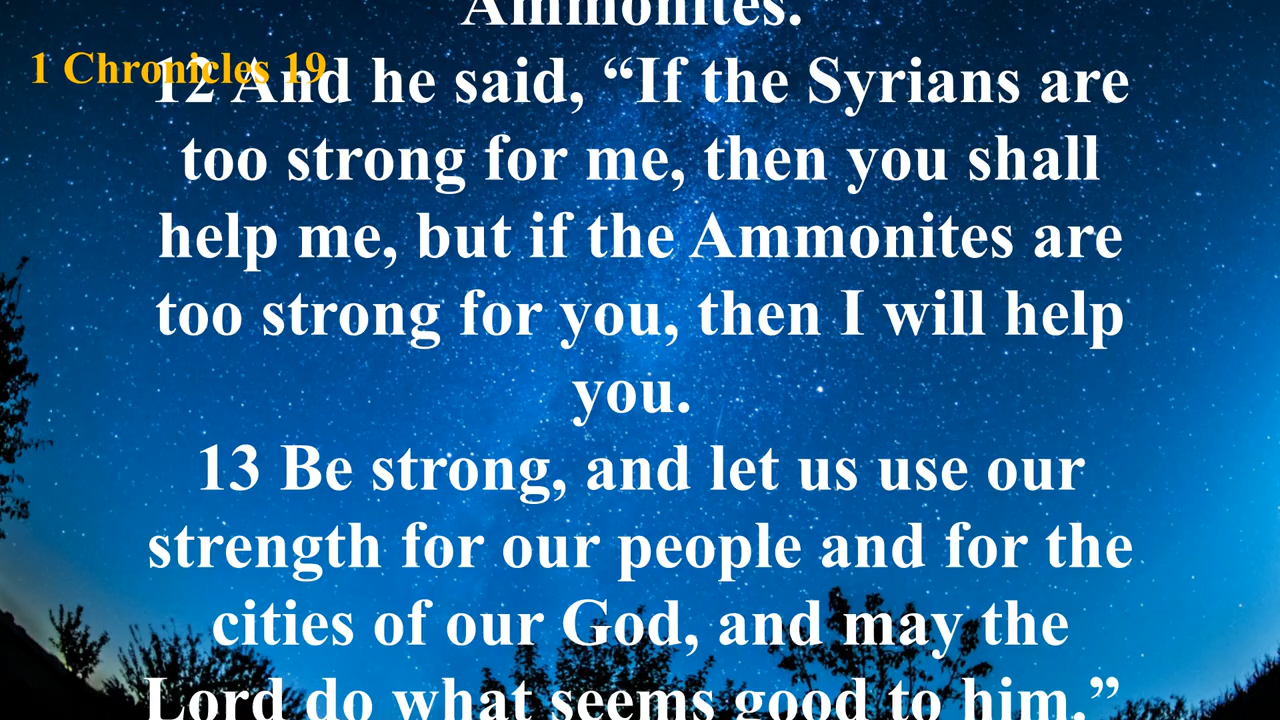 Ammonites.
1 Chronicles 19
12 And he said, “If the Syrians are
too strong for me, then you shall
help me, but if the Ammonites are
too strong for you, then I will help
you.
13 Be strong, and let us use our
strength for our people and for the
cities of our God, and may the
Lord do what seems good to him.”